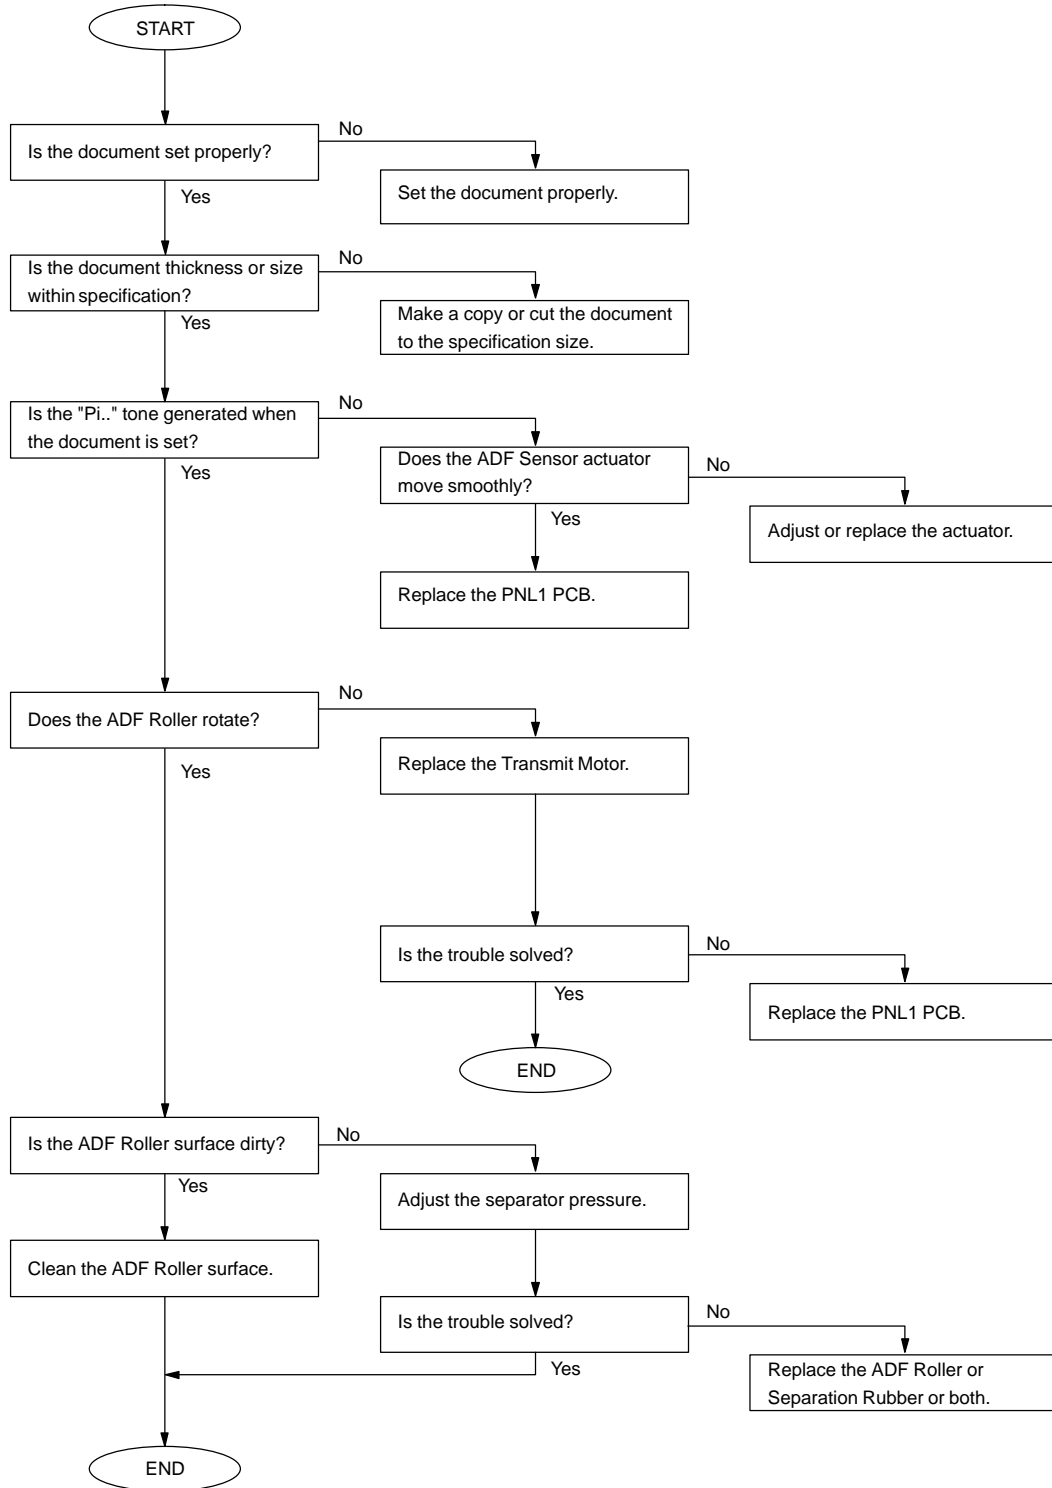 START
Is the document set properly?
No
Yes
Set the document properly.
Is the document thickness or size
within specification?
No
Yes
Make a copy or cut the document
to the specification size.
Is the "Pi.." tone generated when
the document is set?
No
Yes
Does the ADF Sensor actuator
move smoothly?
No
Yes
Adjust or replace the actuator.
Replace the PNL1 PCB.
Does the ADF Roller rotate?
No
Yes
Replace the Transmit Motor.
Is the trouble solved?
No
Yes
Replace the PNL1 PCB.
END
Is the ADF Roller surface dirty?
No
Yes
Adjust the separator pressure.
Clean the ADF Roller surface.
Is the trouble solved?
No
Yes
Replace the ADF Roller or
Separation Rubber or both.
END